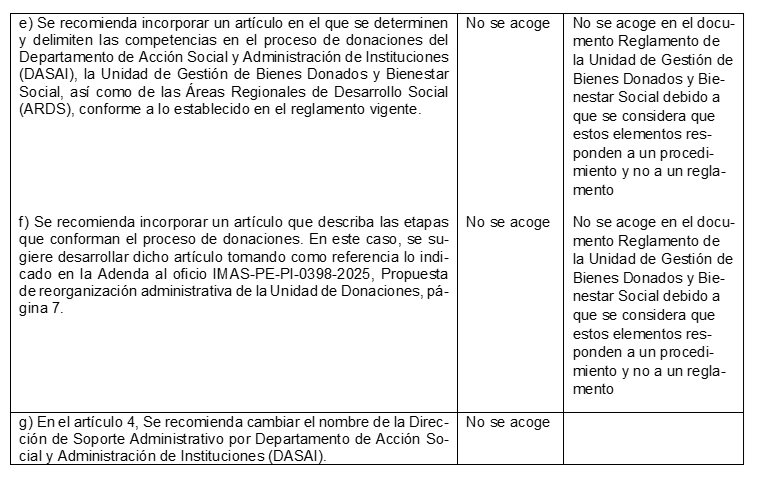 e) Se recomienda incorporar un artículo en el que se determinen
y delimiten las competencias en el proceso de donaciones del
Departamento de Acción Social y Administración de Instituciones
(DASAI), la Unidad de Gestión de Bienes Donados y Bienestar
Social, así como de las Áreas Regionales de Desarrollo Social
(ARDS), conforme a lo establecido en el reglamento vigente.
No se acoge
No se acoge en el docu-
mento Reglamento de
la Unidad de Gestión de
Bienes Donados y Bie-
nestar Social debido a
que se considera que
estos elementos res-
ponden a un procedi-
miento y no a un regla-
mento
f) Se recomienda incorporar un artículo que describa las etapas
que conforman el proceso de donaciones. En este caso, se su-
giere desarrollar dicho artículo tomando como referencia lo indi-
cado en la Adenda al oficio IMAS-PE-PI-0398-2025, Propuesta
de reorganización administrativa de la Unidad de Donaciones, pá-
gina 7.
No se acoge
No se acoge en el docu-
mento Reglamento de
la Unidad de Gestión de
Bienes Donados y Bie-
nestar Social debido a
que se considera que
estos elementos res-
ponden a un procedi-
miento y no a un regla-
mento
g) En el artículo 4, Se recomienda cambiar el nombre de la Direc-
ción de Soporte Administrativo por Departamento de Acción So-
cial y Administración de Instituciones (DASAI).
No se acoge